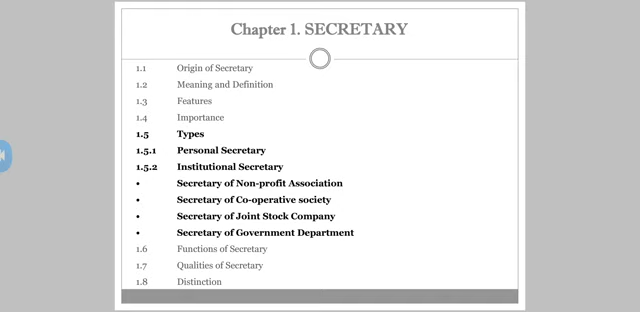 Chapter 1. SECRETARY
1.1 Origin of Secretary
1.2 Meaning and Definition
1.3 Features
1.4 Importance
1.5 Types
1.5.1 Personal Secretary
1.5.2 Institutional Secretary
• Secretary of Non-profit Association
• Secretary of Co-operative society
• Secretary of Joint Stock Company
• Secretary of Government Department
1.6 Functions of Secretary
1.7 Qualities of Secretary
1.8 Distinction